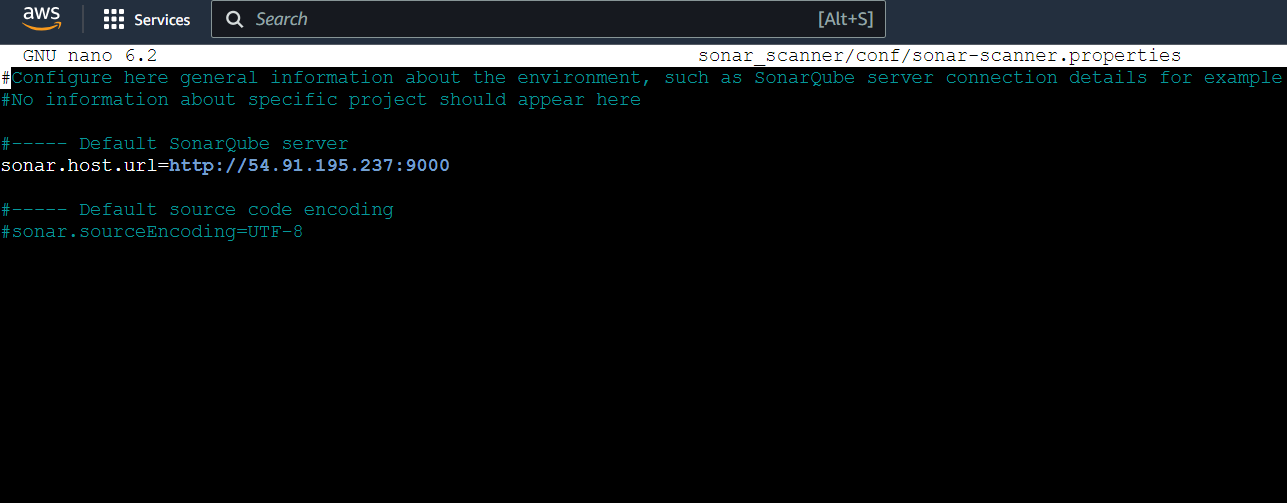 aws Services Search [Alt+S]
GNU nano 6.2 sonar_scanner/conf/sonar-scanner.properties
#Configure here general information about the environment, such as SonarQube server connection details for example
#No information about specific project should appear here
#----- Default SonarQube server
sonar.host.url=http://54.91.195.237:9000
#----- Default source code encoding
#sonar.sourceEncoding=UTF-8